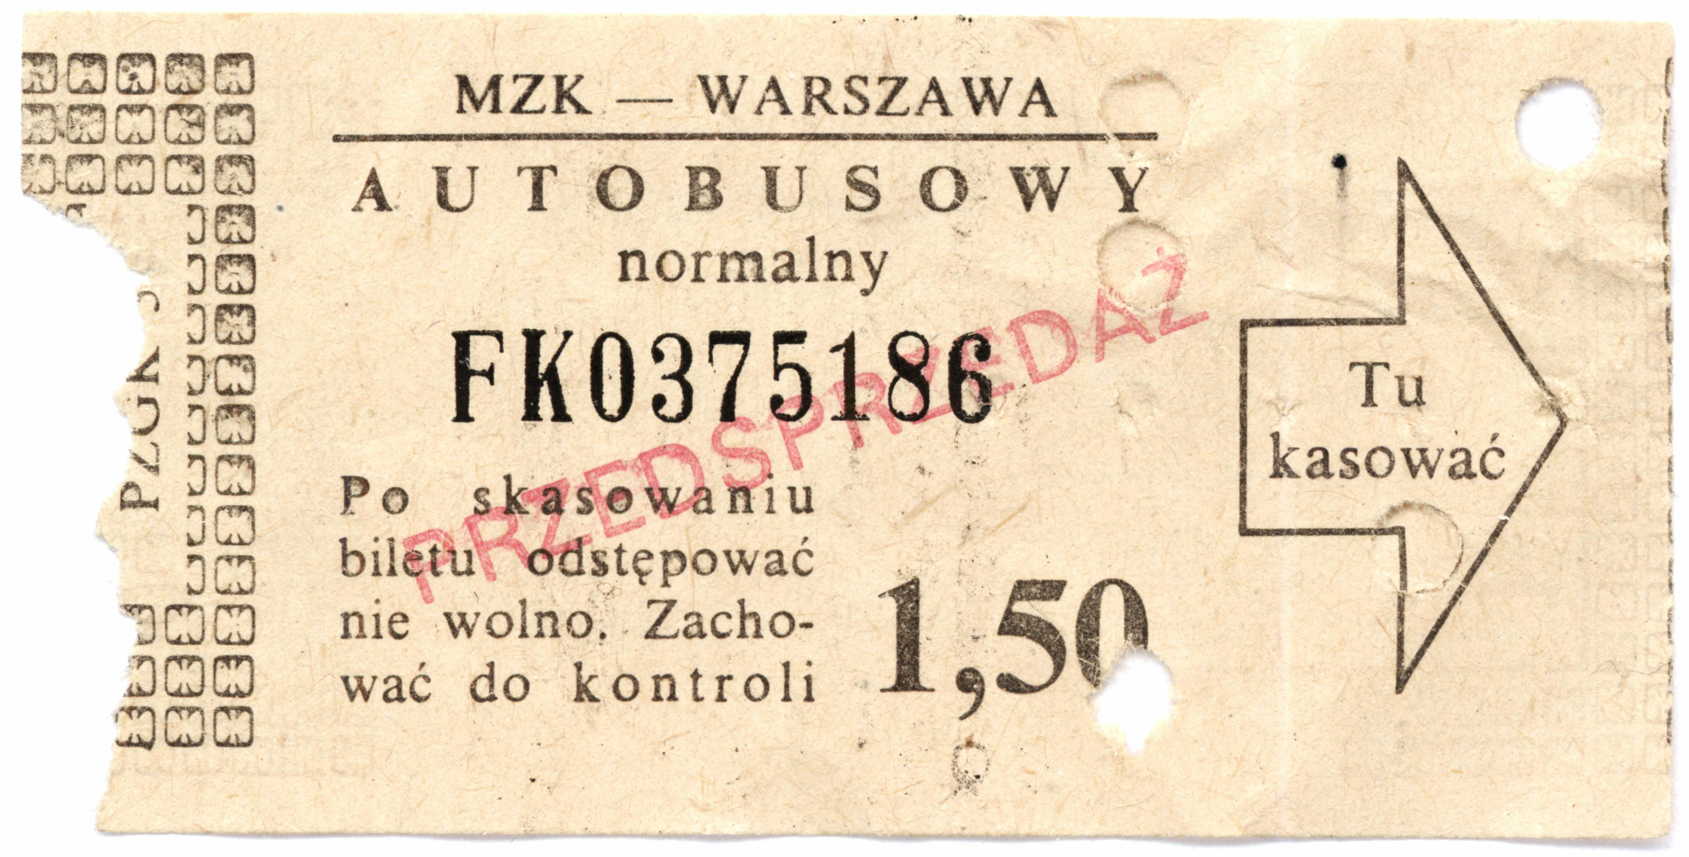 MZK — WARSZAWA
AUTOBUSOWY
normalny
FK0375186
PRZEDSPRZEDAŻ
Po skasowaniu
biletu odstępować
nie wolno. Zacho-
wać do kontroli
1,50
Tu
kasować
PZGK